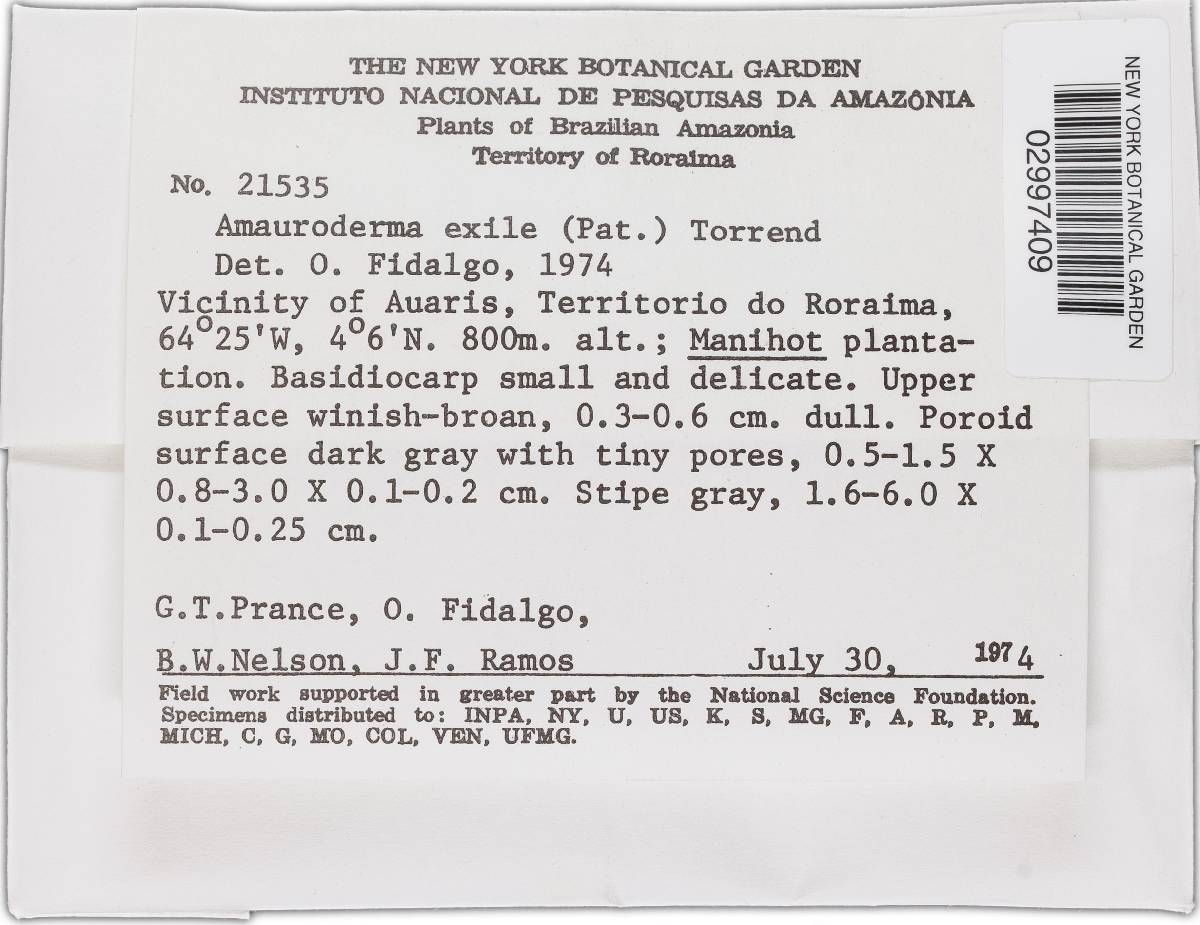 THE NEW YORK BOTANICAL GARDEN
INSTITUTO NACIONAL DE PESQUISAS DA AMAZÔNIA
Plants of Brazilian Amazonia
Territory of Roraima
No. 21535
Amauroderma exile (Pat.) Torrend
Det. O. Fidalgo, 1974
Vicinity of Auaris, Territorio do Roraima,
64°25'W, 4°6'N. 800m. alt.; Manihot planta-
tion. Basidiocarp small and delicate. Upper
surface winish-broan, 0.3-0.6 cm. dull. Poroid
surface dark gray with tiny pores, 0.5-1.5 X
0.8-3.0 X 0.1-0.2 cm. Stipe gray, 1.6-6.0 X
0.1-0.25 cm.
G.T.Prance, O. Fidalgo,
B.W.Nelson, J.F. Ramos July 30, 1974
Field work supported in greater part by the National Science Foundation.
Specimens distributed to: INPA, NY, U, US, K, S, MG, F, A, R, P, M,
MICH, C, G, MO, COL, VEN, UFMG.
NEW YORK BOTANICAL GARDEN
02997409